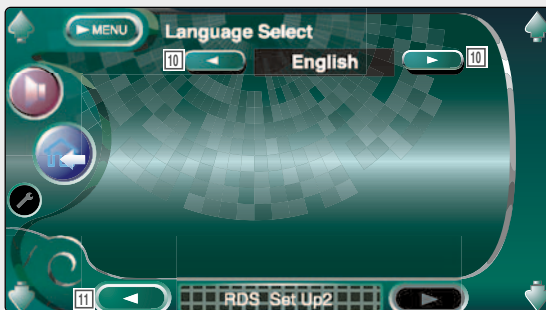 ►MENU Language Select
10 ◄ English ► 10
11 ◄ RDS Set Up2 ►